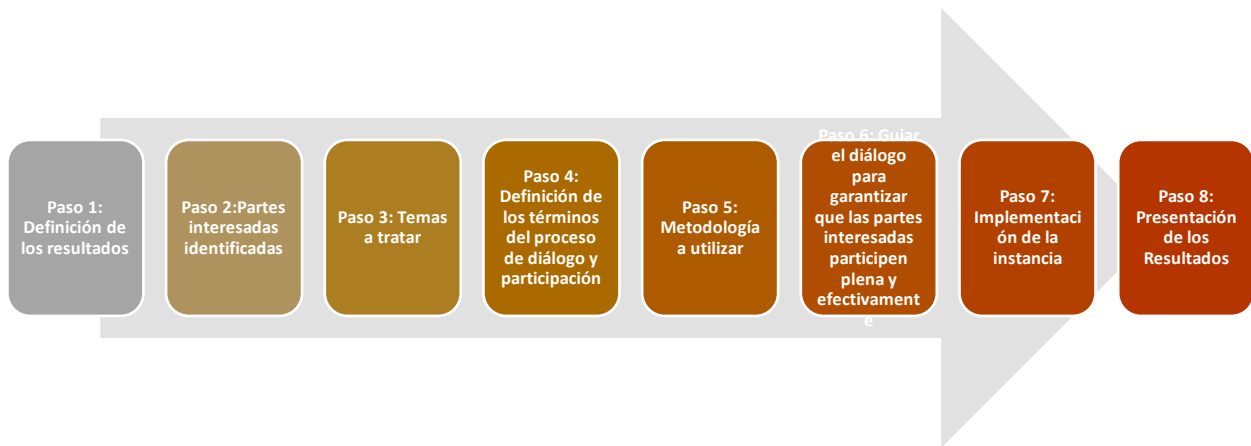 Paso 1:
Definición de
los resultados
Paso 2:Partes
interesadas
identificadas
Paso 3: Temas
a tratar
Paso 4:
Definición de
los términos
del proceso
de diálogo y
participación
Paso 5:
Metodología
a utilizar
Paso 6: Guiar
el diálogo
para
garantizar
que las partes
interesadas
participen
plena y
efectivament
e
Paso 7:
Implementaci
ón de la
instancia
Paso 8:
Presentación
de los
Resultados